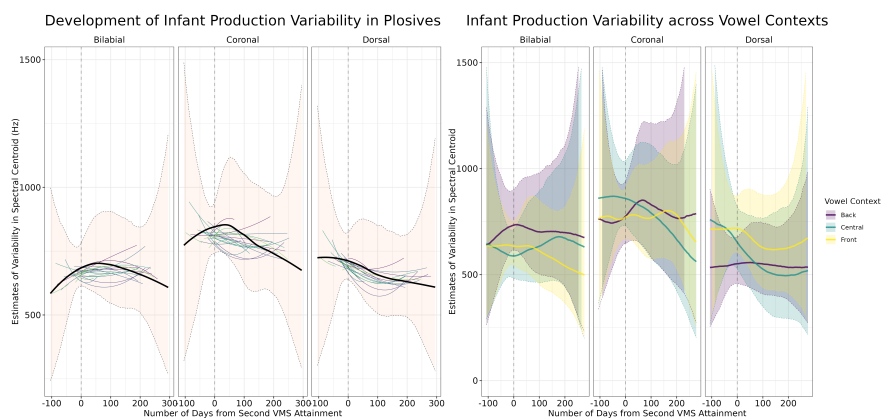 Development of Infant Production Variability in Plosives
Bilabial
Coronal
Dorsal
Estimates of Variability in Spectral Centroid (Hz)
1500
1000
500
-100 0 100 200 300
-100 0 100 200 300
-100 0 100 200 300
Number of Days from Second VMS Attainment
Infant Production Variability across Vowel Contexts
Bilabial
Coronal
Dorsal
Estimates of Variability in Spectral Centroid
1500
1000
500
0
-100 0 100 200
-100 0 100 200
-100 0 100 200
Number of Days from Second VMS Attainment
Vowel Context
Back
Central
Front